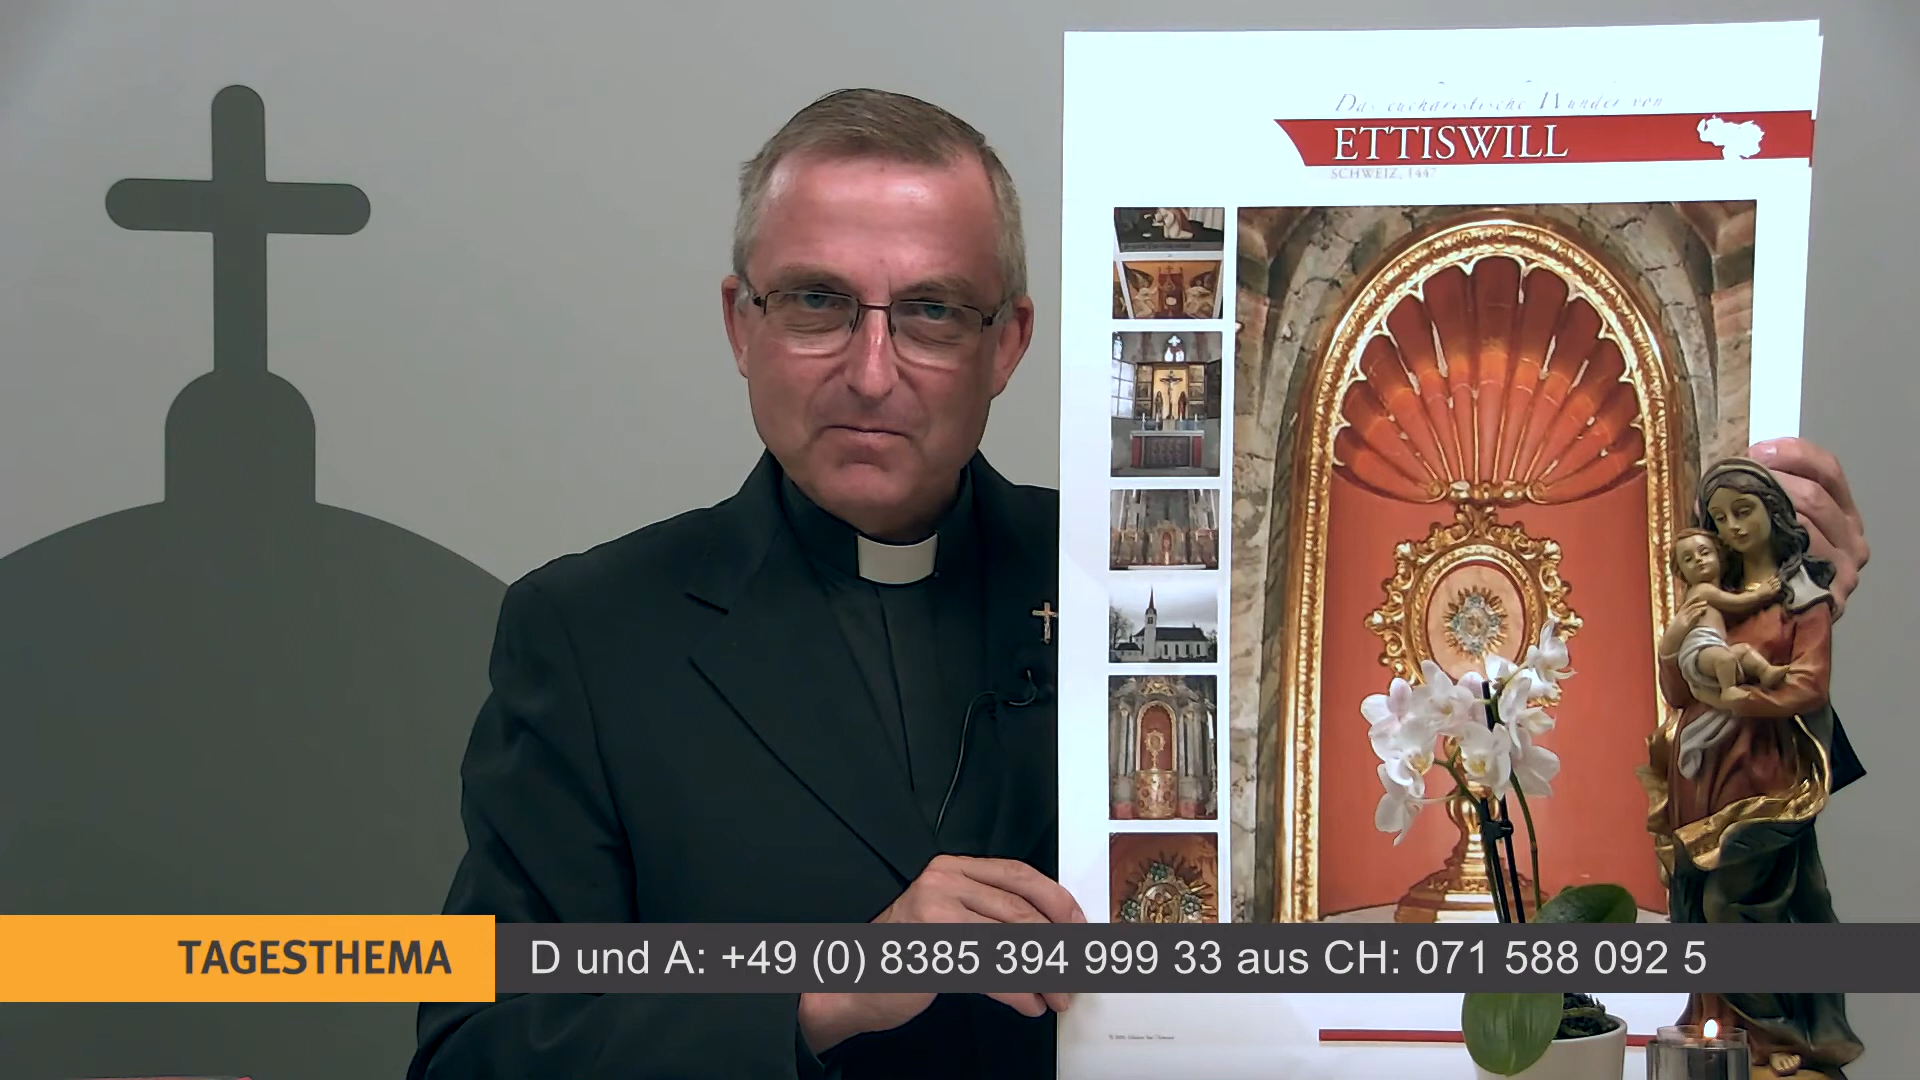 Das eucharistische Wunder von
ETTISWILL
SCHWEIZ, 1447
TAGESTHEMA
D und A: +49 (0) 8385 394 999 33 aus CH: 071 588 092 5